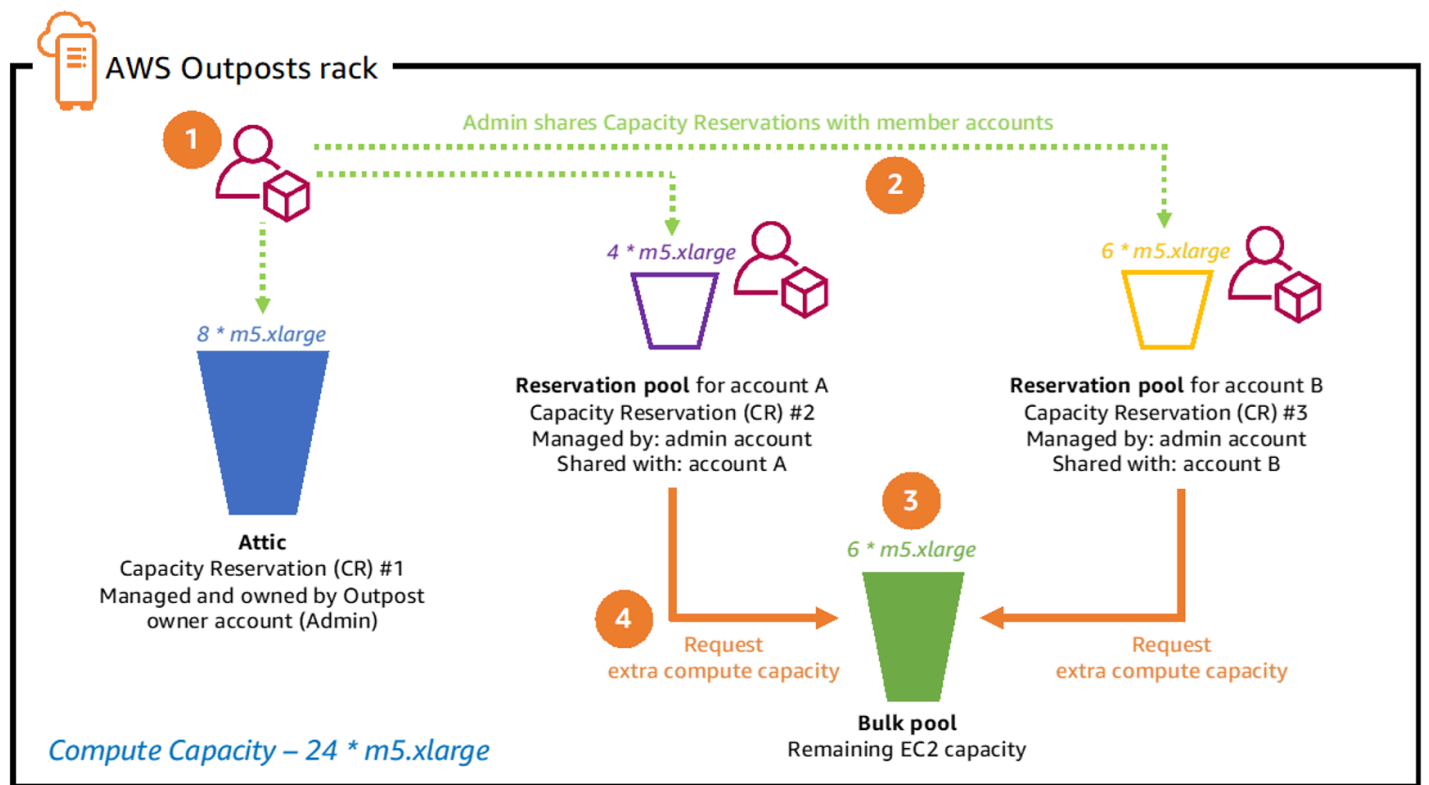 AWS Outposts rack
1
Admin shares Capacity Reservations with member accounts
2
4 * m5.xlarge
6 * m5.xlarge
8 * m5.xlarge
Reservation pool for account A
Capacity Reservation (CR) #2
Managed by: admin account
Shared with: account A
Reservation pool for account B
Capacity Reservation (CR) #3
Managed by: admin account
Shared with: account B
3
6 * m5.xlarge
Attic
Capacity Reservation (CR) #1
Managed and owned by Outpost
owner account (Admin)
4
Request
extra compute capacity
Request
extra compute capacity
Bulk pool
Remaining EC2 capacity
Compute Capacity – 24 * m5.xlarge